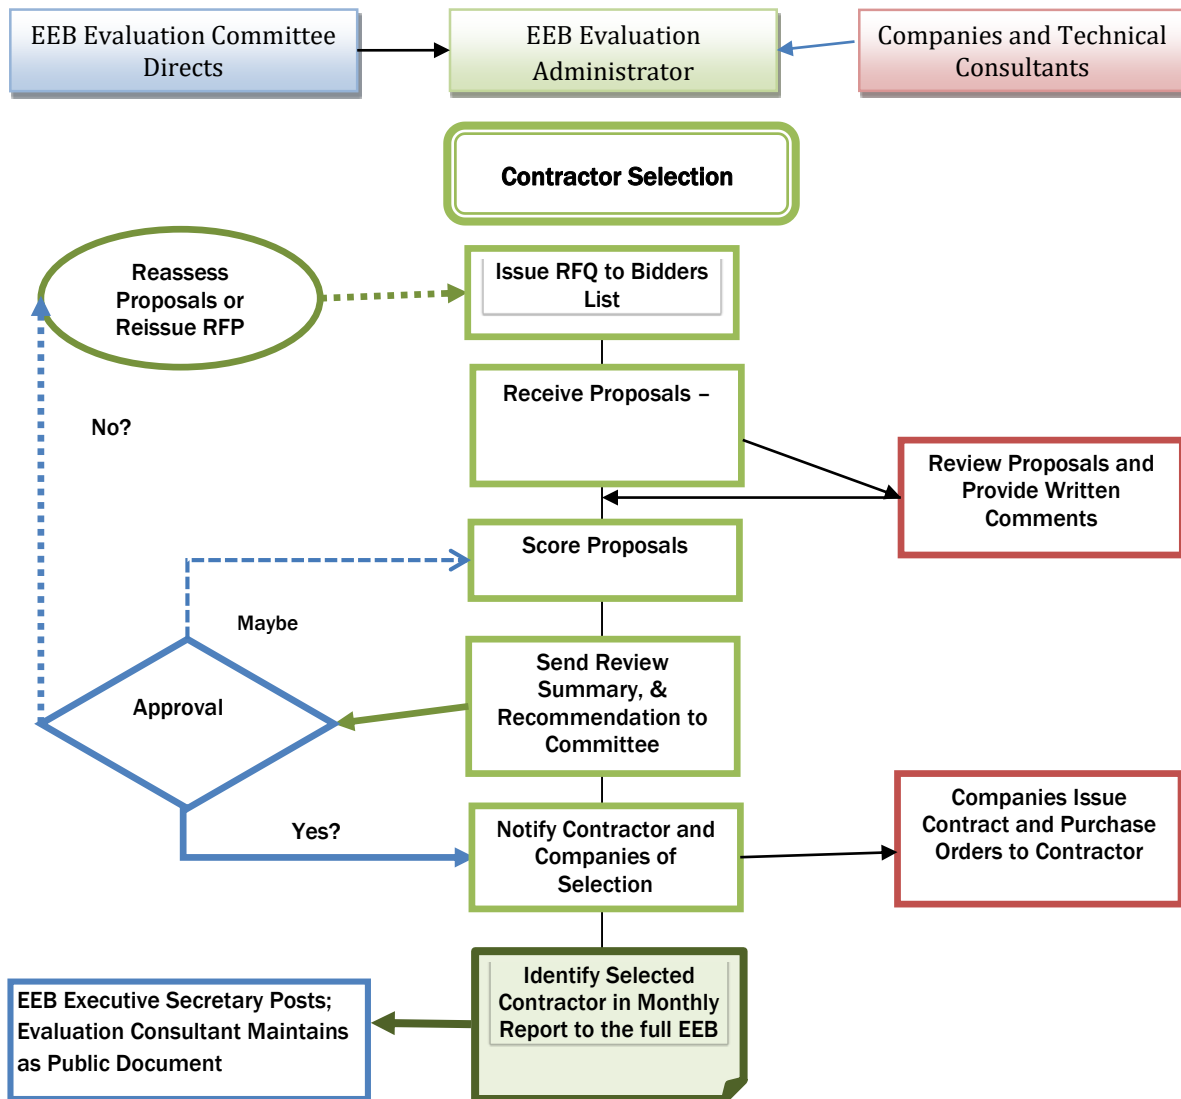 EEB Evaluation Committee
Directs
EEB Evaluation
Administrator
Companies and Technical
Consultants
Contractor Selection
Reassess
Proposals or
Reissue RFP
Issue RFQ to Bidders
List
Receive Proposals –
No?
Review Proposals and
Provide Written
Comments
Score Proposals
Maybe
Approval
Send Review
Summary, &
Recommendation to
Committee
Yes?
Notify Contractor and
Companies of
Selection
Companies Issue
Contract and Purchase
Orders to Contractor
Identify Selected
Contractor in Monthly
Report to the full EEB
EEB Executive Secretary Posts;
Evaluation Consultant Maintains
as Public Document